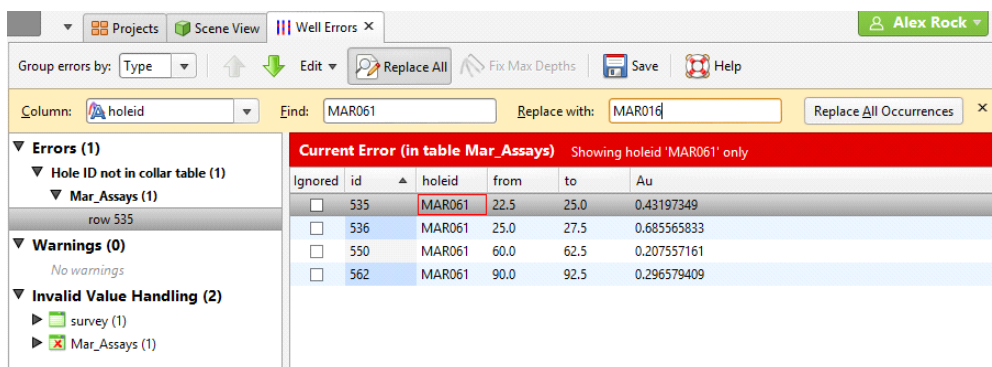 Projects Scene View Well Errors × Alex Rock
Group errors by: Type Edit Replace All Fix Max Depths Save Help
Column: holeid Find: MAR061 Replace with: MAR016 Replace All Occurrences ×
Errors (1)
Hole ID not in collar table (1)
Mar_Assays (1)
row 535
Warnings (0)
No warnings
Invalid Value Handling (2)
survey (1)
Mar_Assays (1)
Current Error (in table Mar_Assays) Showing holeid 'MAR061' only
Ignored id holeid from to Au
535 MAR061 22.5 25.0 0.43197349
536 MAR061 25.0 27.5 0.685565833
550 MAR061 60.0 62.5 0.207557161
562 MAR061 90.0 92.5 0.296579409